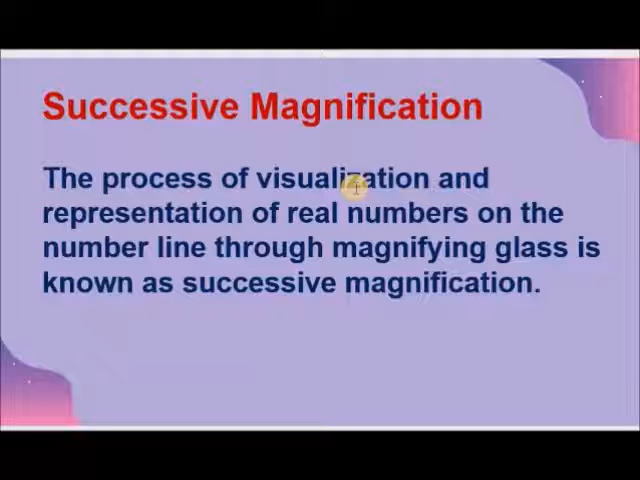 Successive Magnification
The process of visualization and
representation of real numbers on the
number line through magnifying glass is
known as successive magnification.